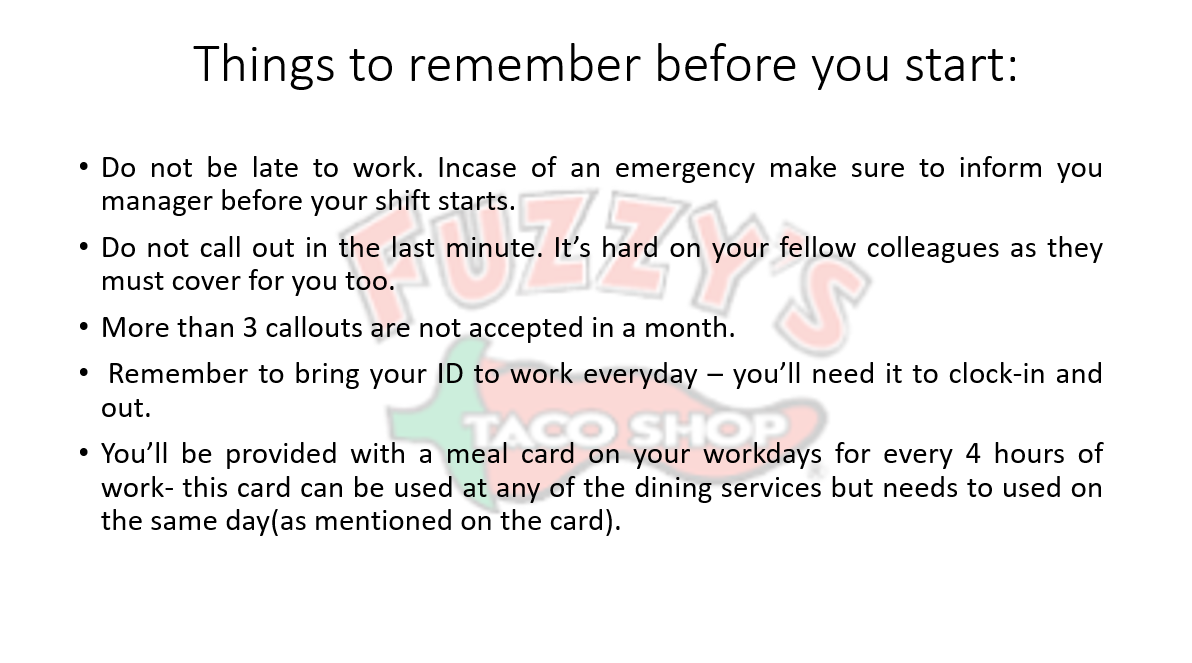 Things to remember before you start:
• Do not be late to work. Incase of an emergency make sure to inform you
manager before your shift starts.
• Do not call out in the last minute. It’s hard on your fellow colleagues as they
must cover for you too.
• More than 3 callouts are not accepted in a month.
• Remember to bring your ID to work everyday – you’ll need it to clock-in and
out.
• You’ll be provided with a meal card on your workdays for every 4 hours of
work- this card can be used at any of the dining services but needs to used on
the same day(as mentioned on the card).
FUZZY'S
TACO SHOP